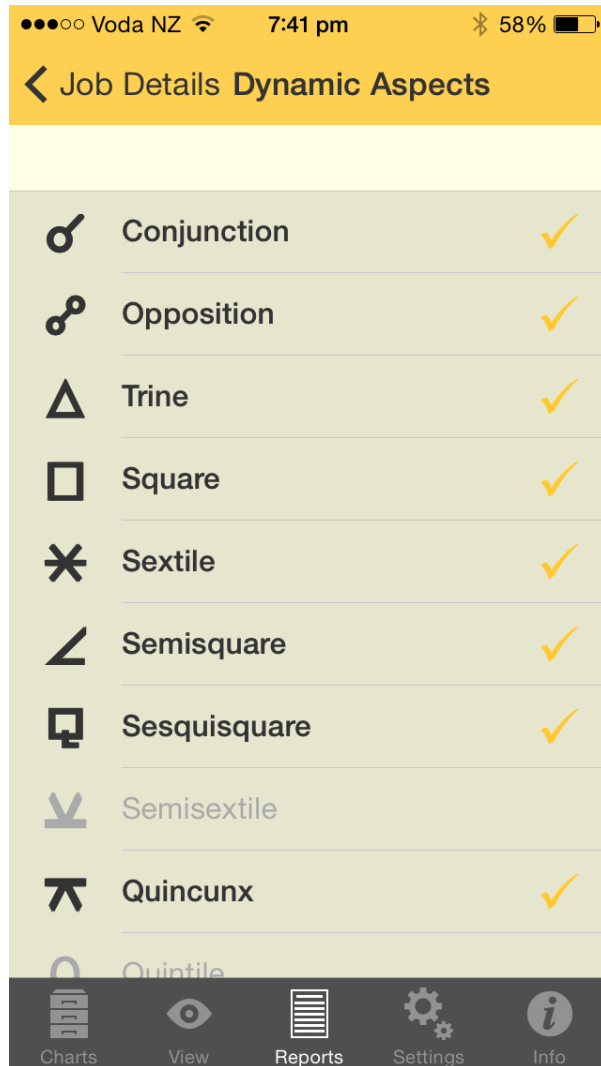 Voda NZ 7:41 pm 58%
Job Details Dynamic Aspects
Conjunction
Opposition
Trine
Square
Sextile
Semisquare
Sesquisquare
Semisextile
Quincunx
Quintile
Charts View Reports Settings Info